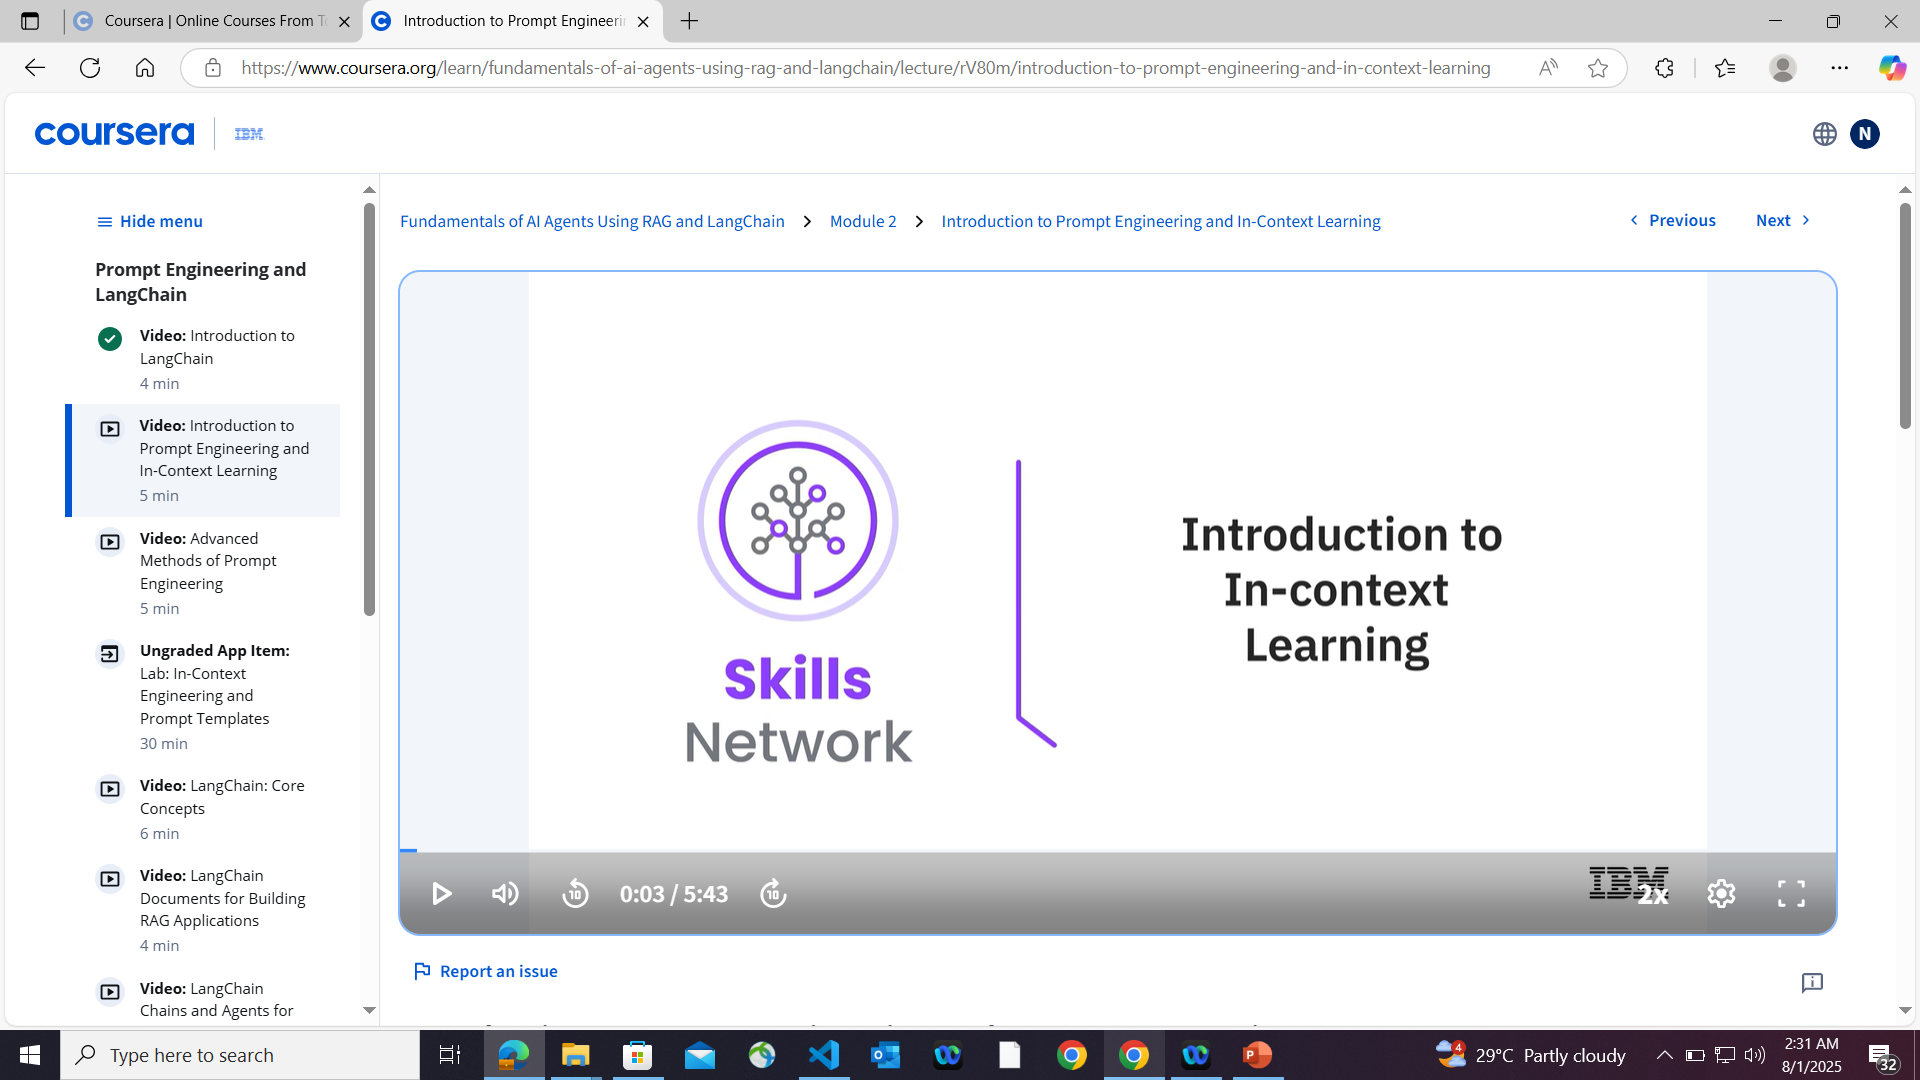 Coursera | Online Courses From T
Introduction to Prompt Engineerin
https://www.coursera.org/learn/fundamentals-of-ai-agents-using-rag-and-langchain/lecture/rV80m/introduction-to-prompt-engineering-and-in-context-learning
coursera
IBM
N
Hide menu
Prompt Engineering and
LangChain
Video: Introduction to
LangChain
4 min
Video: Introduction to
Prompt Engineering and
In-Context Learning
5 min
Video: Advanced
Methods of Prompt
Engineering
5 min
Ungraded App Item:
Lab: In-Context
Engineering and
Prompt Templates
30 min
Video: LangChain: Core
Concepts
6 min
Video: LangChain
Documents for Building
RAG Applications
4 min
Video: LangChain
Chains and Agents for
Fundamentals of AI Agents Using RAG and LangChain
Module 2
Introduction to Prompt Engineering and In-Context Learning
Previous
Next
Skills
Network
Introduction to
In-context
Learning
10
0:03 / 5:43
10
IBM
2x
Report an issue
Type here to search
4
29°C Partly cloudy
2:31 AM
8/1/2025
32